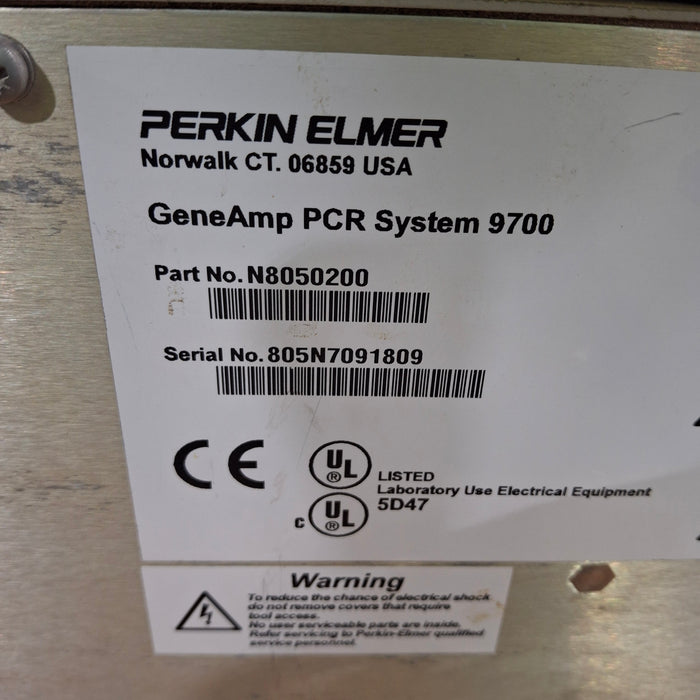 PERKIN ELMER
Norwalk CT. 06859 USA
GeneAmp PCR System 9700
Part No. N8050200
Serial No. 805N7091809
CE
UL
®
LISTED
Laboratory Use Electrical Equipment
5D47
C UL
®
Warning
To reduce the chance of electrical shock
do not remove covers that require
tool access.
No user serviceable parts are inside.
Refer servicing to Perkin-Elmer qualified
service personnel.